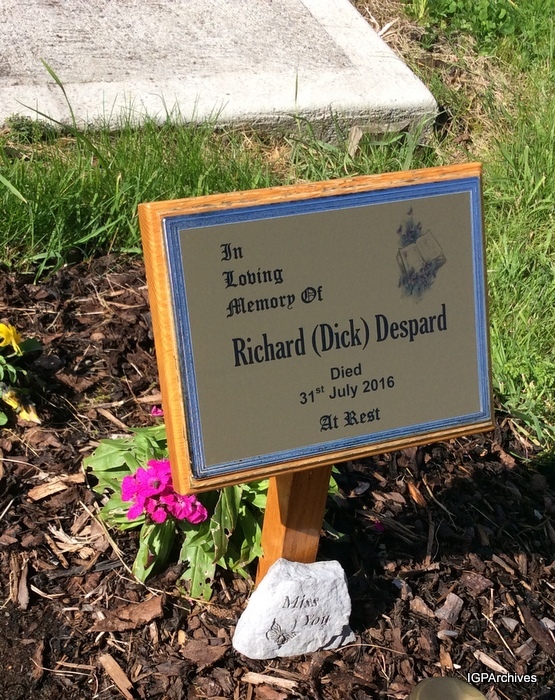 In
Loving
Memory Of
Richard (Dick) Despard
Died
31st July 2016
At Rest
Miss
You
IGPArchives